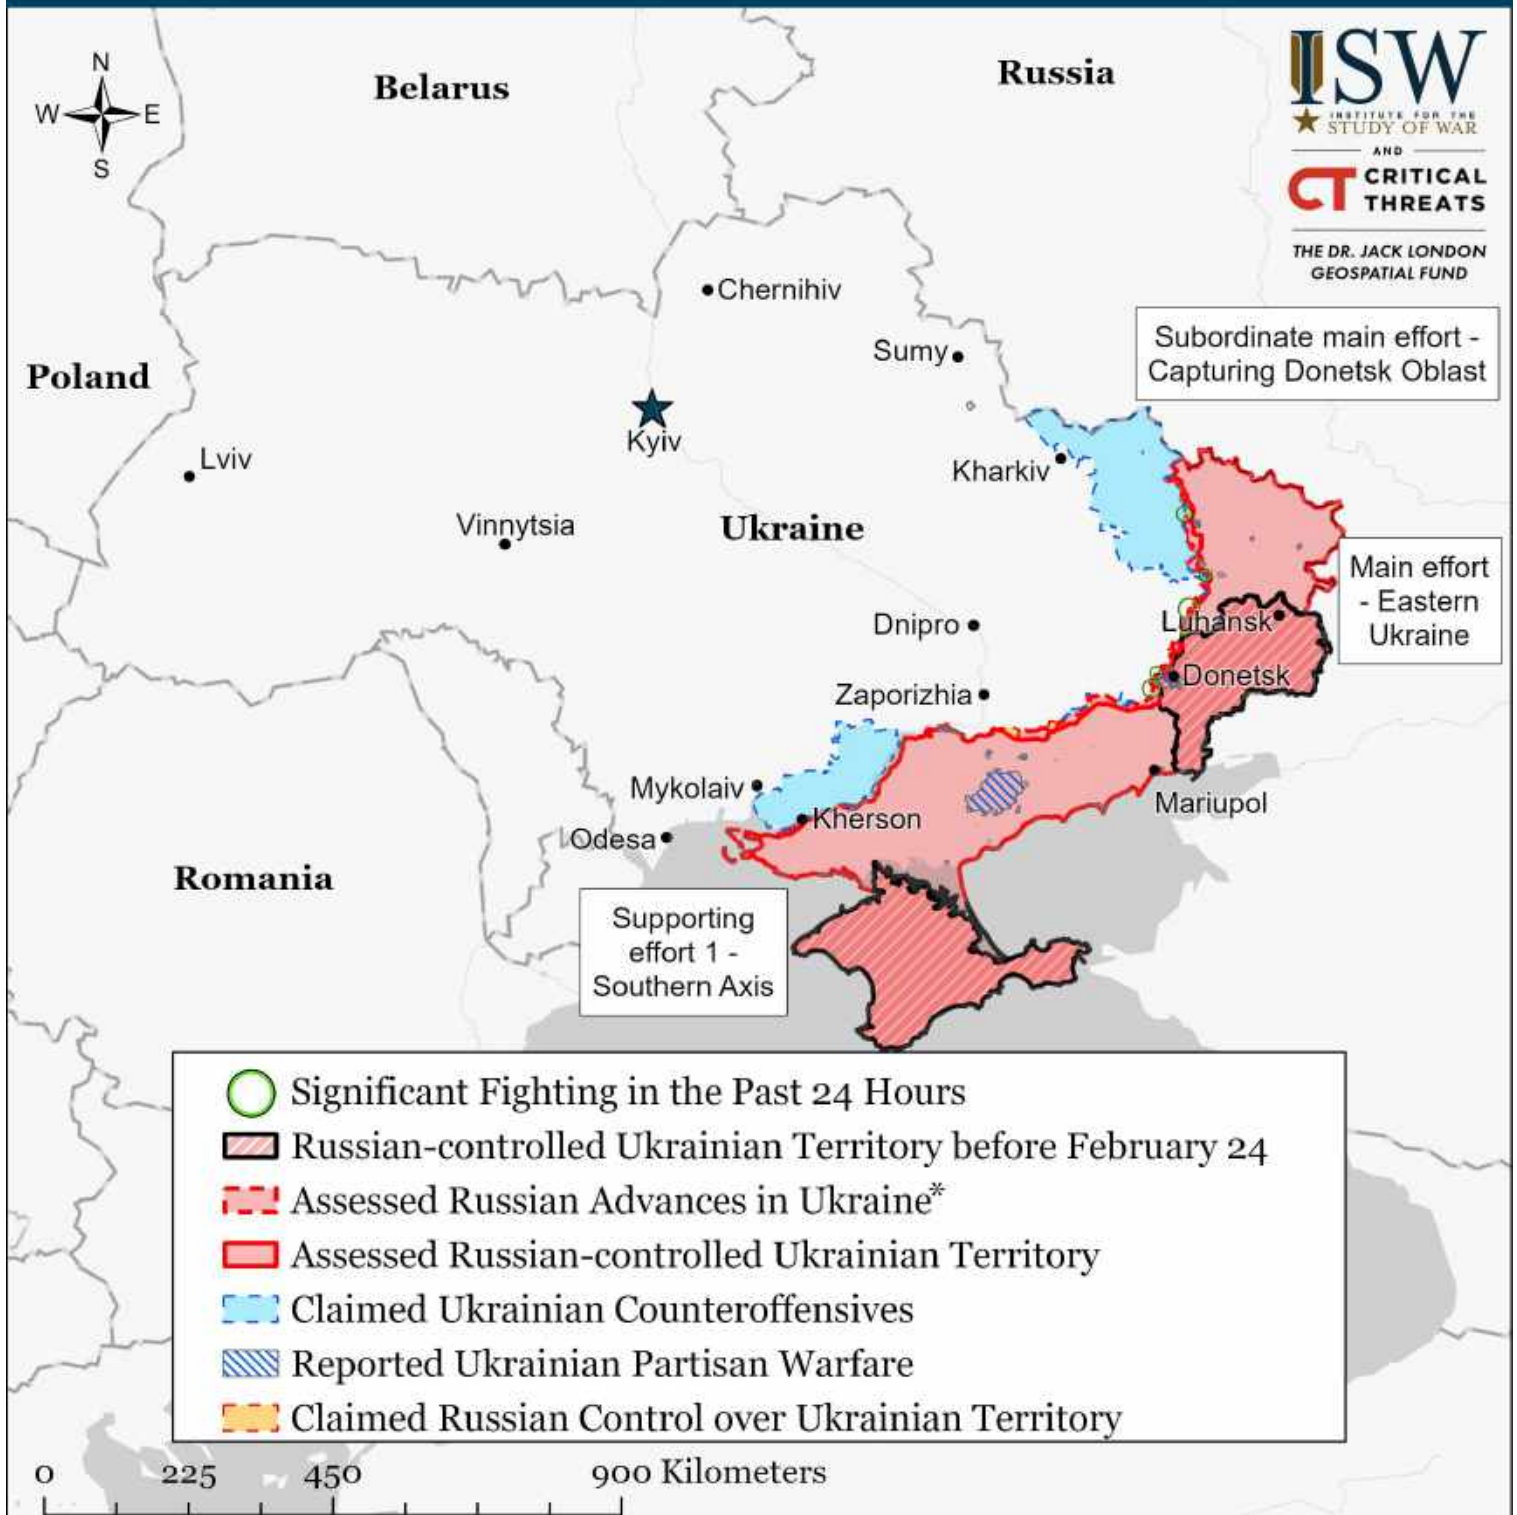 N
W
E
S
Belarus
Russia
ISW
INSTITUTE FOR THE
STUDY OF WAR
AND
CT CRITICAL
THREATS
THE DR. JACK LONDON
GEOSPATIAL FUND
Chernihiv
Subordinate main effort -
Capturing Donetsk Oblast
Sumy
Poland
Kyiv
Lviv
Kharkiv
Vinnytsia
Ukraine
Main effort
- Eastern
Ukraine
Dnipro
Luhansk
Donetsk
Zaporizhia
Mykolaiv
Mariupol
Kherson
Odesa
Romania
Supporting
effort 1 -
Southern Axis
Significant Fighting in the Past 24 Hours
Russian-controlled Ukrainian Territory before February 24
Assessed Russian Advances in Ukraine*
Assessed Russian-controlled Ukrainian Territory
Claimed Ukrainian Counteroffensives
Reported Ukrainian Partisan Warfare
Claimed Russian Control over Ukrainian Territory
0 225 450 900 Kilometers